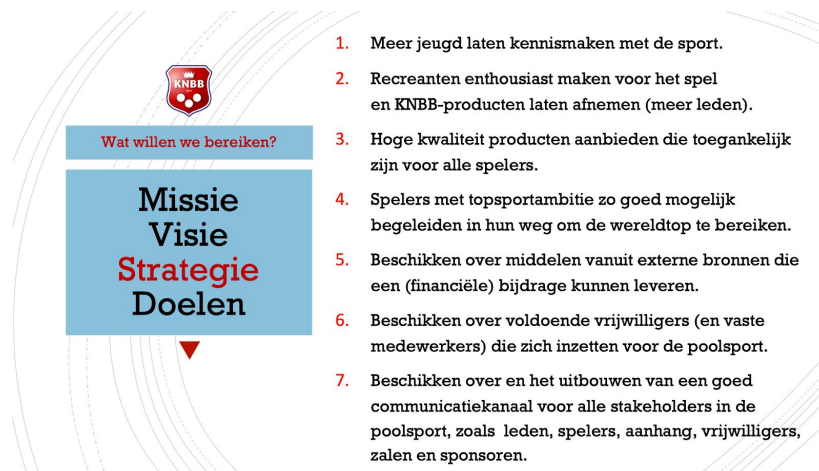 KNBB
Wat willen we bereiken?
Missie
Visie
Strategie
Doelen
1. Meer jeugd laten kennismaken met de sport.
2. Recreanten enthousiast maken voor het spel
en KNBB-producten laten afnemen (meer leden).
3. Hoge kwaliteit producten aanbieden die toegankelijk
zijn voor alle spelers.
4. Spelers met topsportambitie zo goed mogelijk
begeleiden in hun weg om de wereldtop te bereiken.
5. Beschikken over middelen vanuit externe bronnen die
een (financiële) bijdrage kunnen leveren.
6. Beschikken over voldoende vrijwilligers (en vaste
medewerkers) die zich inzetten voor de poolsport.
7. Beschikken over en het uitbouwen van een goed
communicatiekanaal voor alle stakeholders in de
poolsport, zoals leden, spelers, aanhang, vrijwilligers,
zalen en sponsoren.